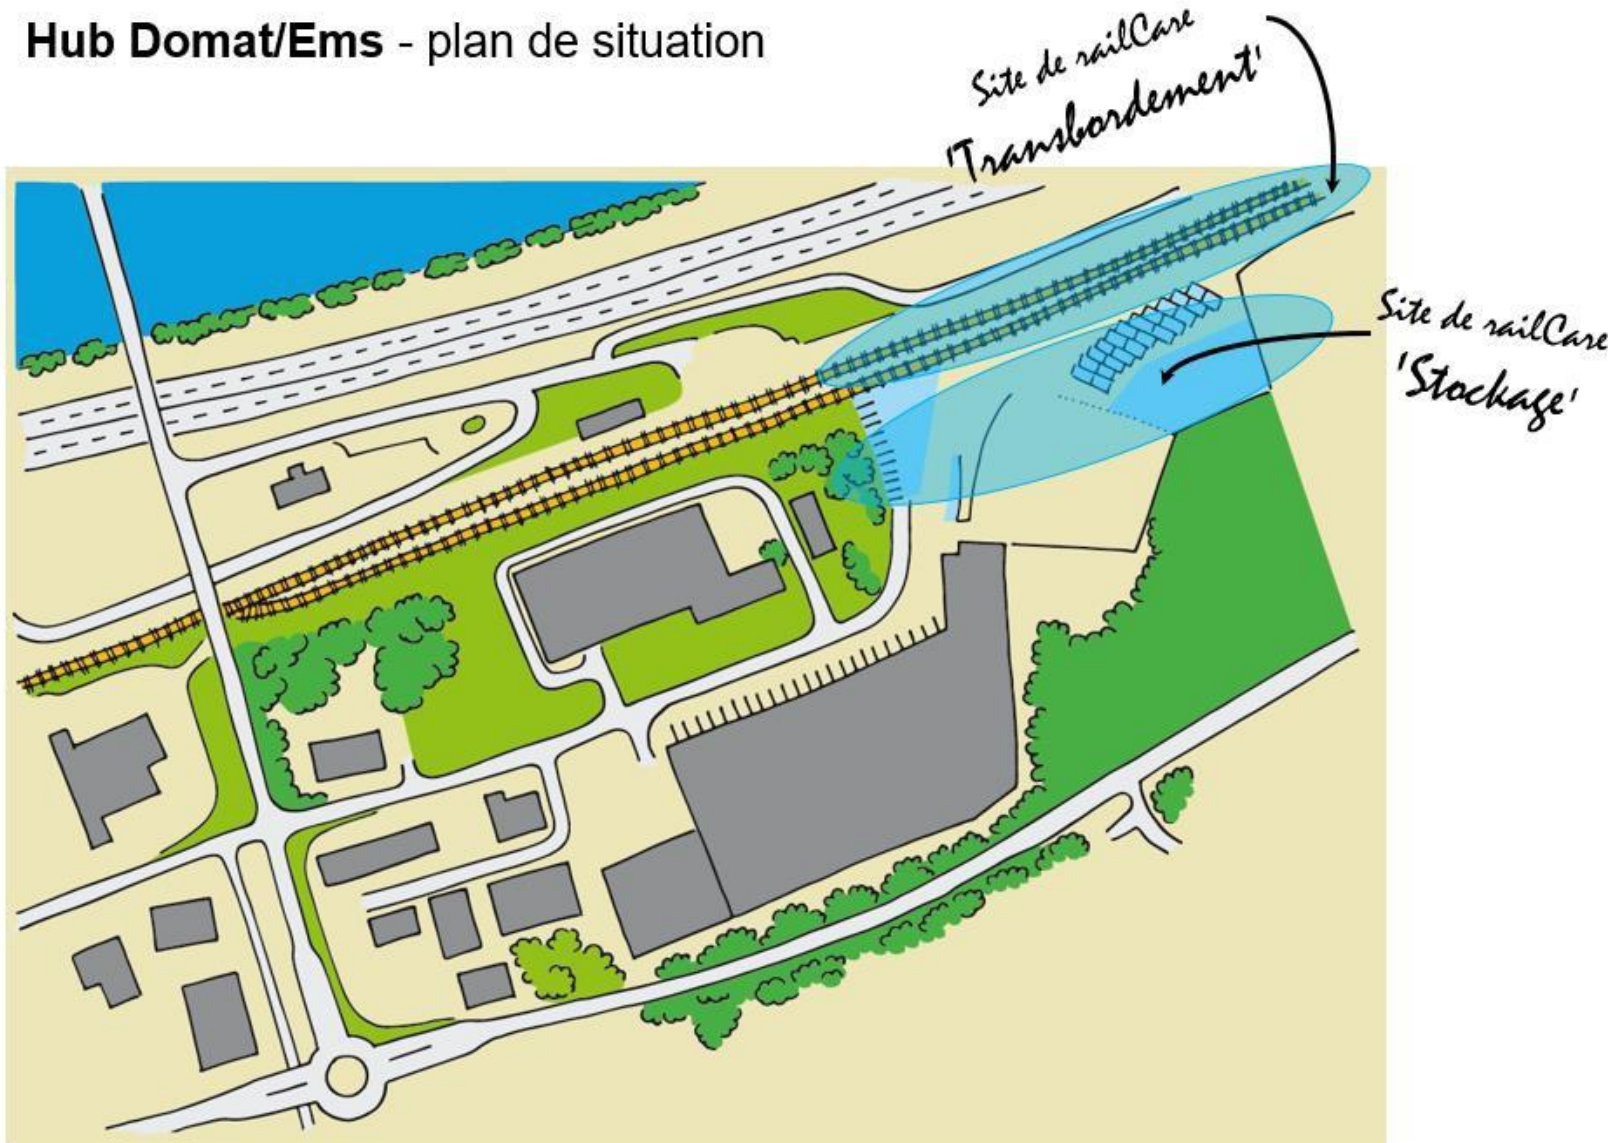 Hub Domat/Ems - plan de situation
Site de railCare
'Transbordement'
Site de railCare
'Stockage'